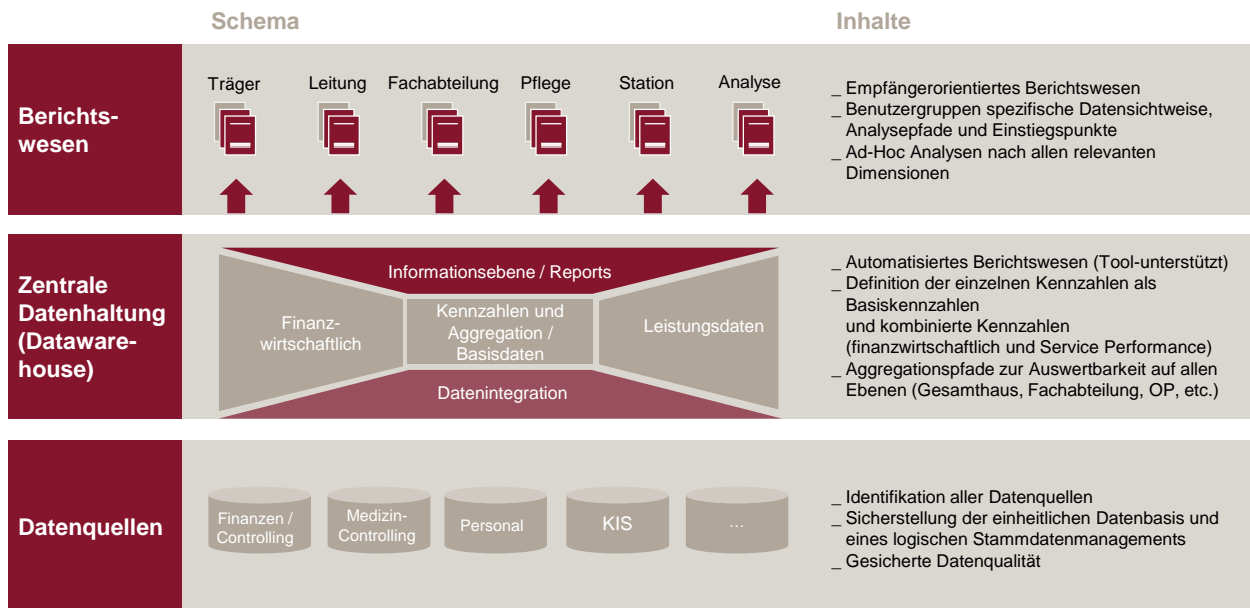 Schema
Inhalte
Berichts-
wesen
Träger
Leitung
Fachabteilung
Pflege
Station
Analyse
_ Empfängerorientiertes Berichtswesen
_ Benutzergruppen spezifische Datensichtweise,
Analysepfade und Einstiegspunkte
_ Ad-Hoc Analysen nach allen relevanten
Dimensionen
Zentrale
Datenhaltung
(Dataware-
house)
Informationsebene / Reports
Finanz-
wirtschaftlich
Kennzahlen und
Aggregation /
Basisdaten
Leistungsdaten
Datenintegration
_ Automatisiertes Berichtswesen (Tool-unterstützt)
_ Definition der einzelnen Kennzahlen als
Basiskennzahlen
und kombinierte Kennzahlen
(finanzwirtschaftlich und Service Performance)
_ Aggregationspfade zur Auswertbarkeit auf allen
Ebenen (Gesamthaus, Fachabteilung, OP, etc.)
Datenquellen
Finanzen /
Controlling
Medizin-
Controlling
Personal
KIS
...
_ Identifikation aller Datenquellen
_ Sicherstellung der einheitlichen Datenbasis und
eines logischen Stammdatenmanagements
_ Gesicherte Datenqualität